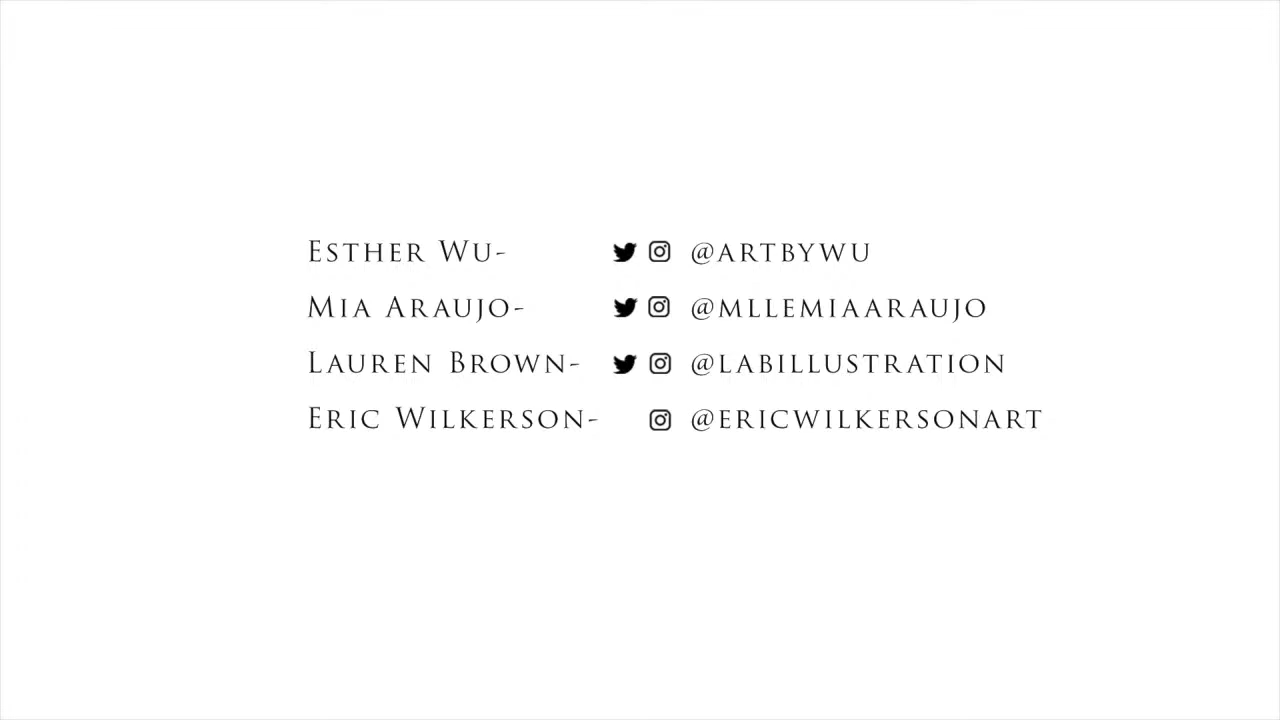 Esther Wu- @artbywu
Mia Araujo- @mllemiaaraujo
Lauren Brown- @labillustration
Eric Wilkerson- @ericwilkersonart